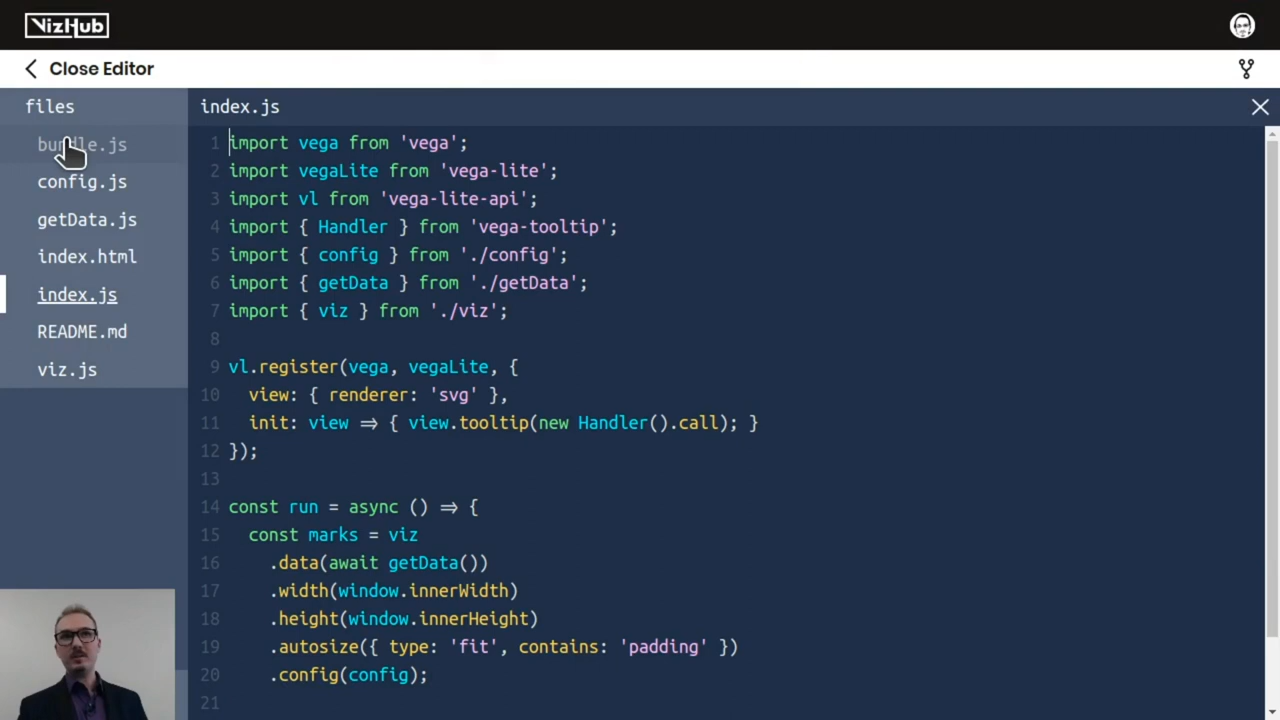 VizHub
Close Editor
files
bundle.js
config.js
getData.js
index.html
index.js
README.md
viz.js
index.js
1 import vega from 'vega';
2 import vegaLite from 'vega-lite';
3 import vl from 'vega-lite-api';
4 import { Handler } from 'vega-tooltip';
5 import { config } from './config';
6 import { getData } from './getData';
7 import { viz } from './viz';
8
9 vl.register(vega, vegaLite, {
10   view: { renderer: 'svg' },
11   init: view => { view.tooltip(new Handler().call); }
12 });
13
14 const run = async () => {
15   const marks = viz
16     .data(await getData())
17     .width(window.innerWidth)
18     .height(window.innerHeight)
19     .autosize({ type: 'fit', contains: 'padding' })
20     .config(config);
21